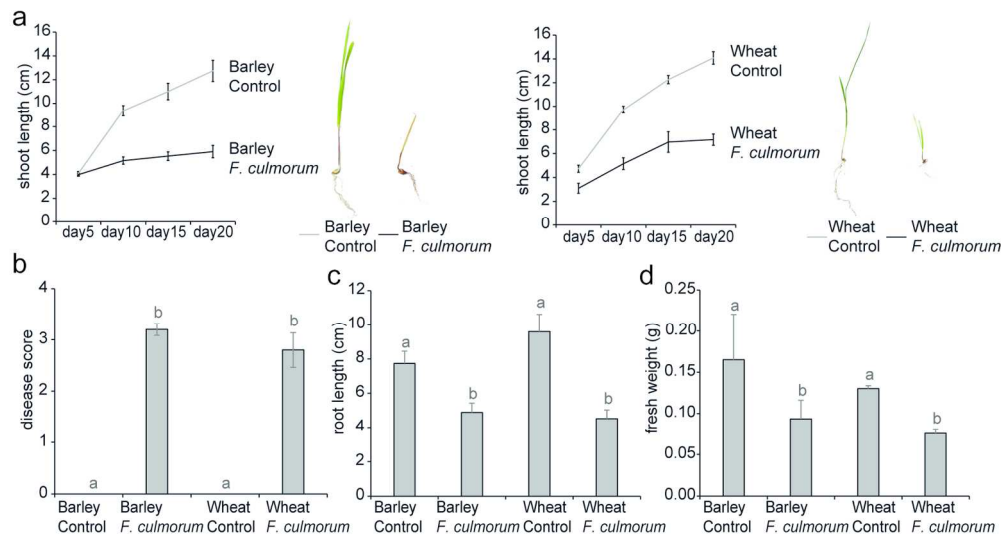 a
shoot length (cm)
16
14
12
10
8
6
4
2
0
day5 day10 day15 day20
Barley
Control
Barley
F. culmorum
Barley
Control
Barley
F. culmorum
shoot length (cm)
16
14
12
10
8
6
4
2
0
day5 day10 day15 day20
Wheat
Control
Wheat
F. culmorum
Wheat
Control
Wheat
F. culmorum
b
disease score
4
3
2
1
0
a
b
a
b
Barley
Control
Barley
F. culmorum
Wheat
Control
Wheat
F. culmorum
c
root length (cm)
12
10
8
6
4
2
0
a
b
a
b
Barley
Control
Barley
F. culmorum
Wheat
Control
Wheat
F. culmorum
d
fresh weight (g)
0.25
0.20
0.15
0.10
0.05
0.00
a
b
a
b
Barley
Control
Barley
F. culmorum
Wheat
Control
Wheat
F. culmorum